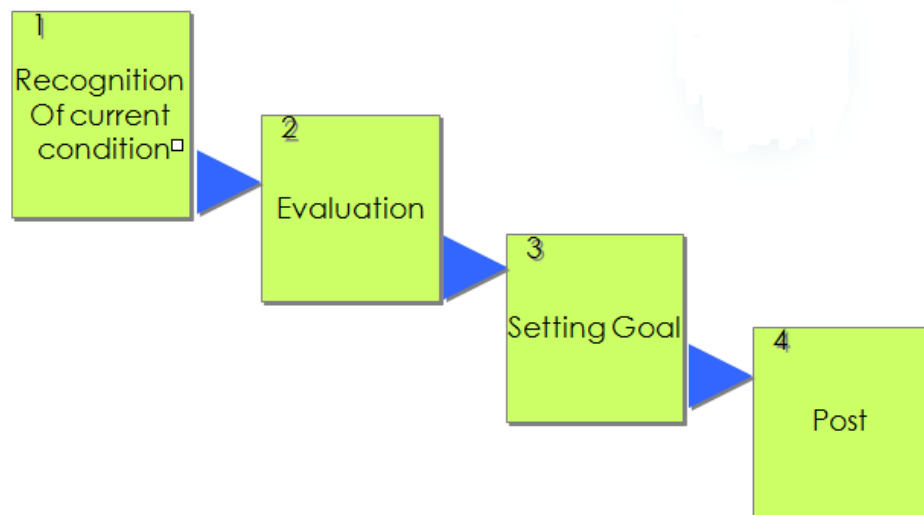 1
Recognition
Of current
condition
2
Evaluation
3
Setting Goal
4
Post